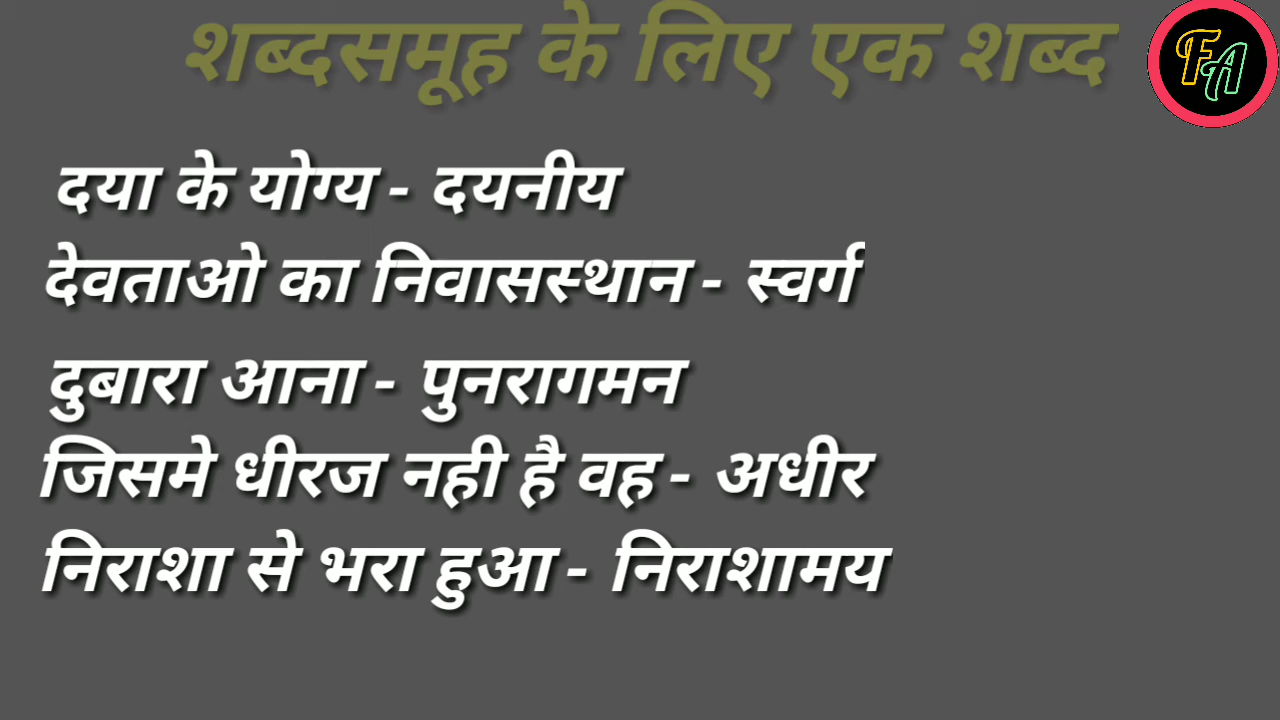 शब्दसमूह के लिए एक शब्द
FA
दया के योग्य - दयनीय
देवताओ का निवासस्थान - स्वर्ग
दुबारा आना - पुनरागमन
जिसमे धीरज नही है वह - अधीर
निराशा से भरा हुआ - निराशामय